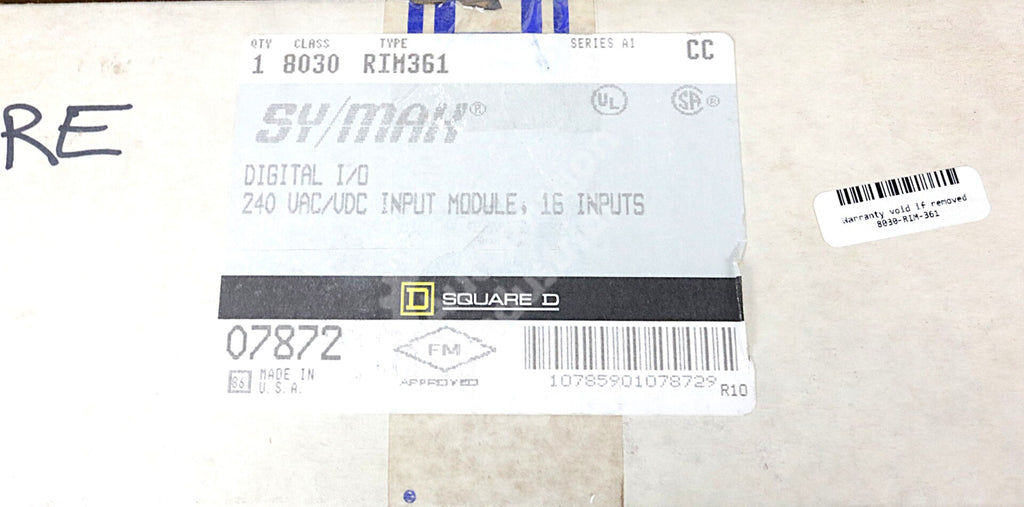 QTY CLASS TYPE SERIES A1 CC
1 8030 RIM361
RE
SY/MAX®
UL
SA ®
DIGITAL I/O
240 VAC/VDC INPUT MODULE, 16 INPUTS
Warranty void if removed
8030-RIM-361
D SQUARE D
07872
FM
APPROVED
86 MADE IN
U.S.A.
10785901078729 R10